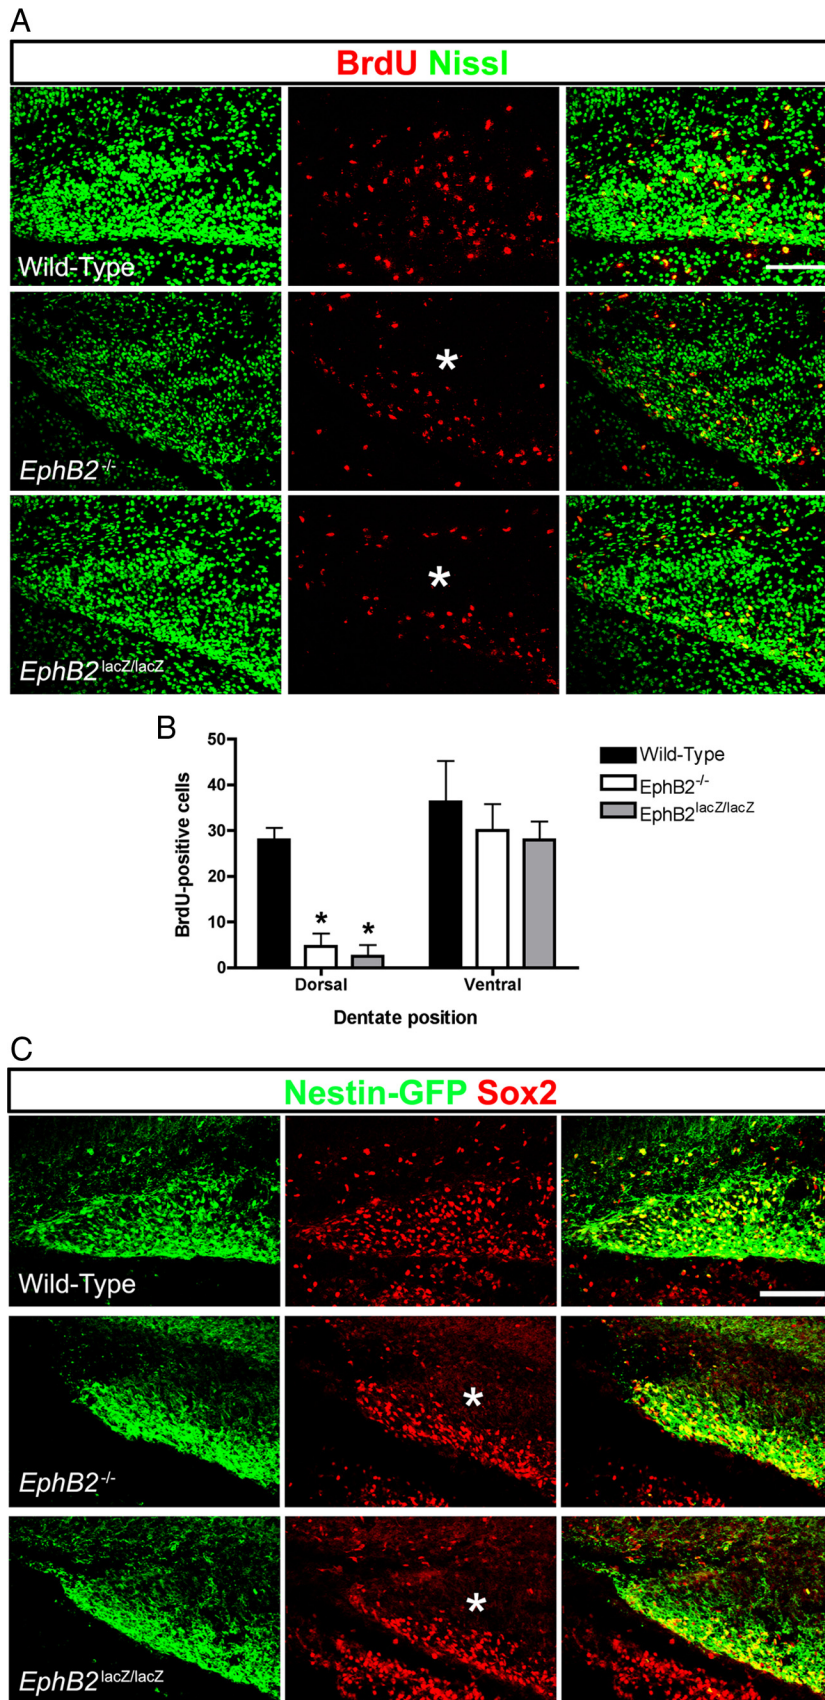 A
BrdU Nissl
Wild-Type
*
EphB2-/-
*
EphB2lacZ/lacZ
B
50
40
30
20
10
0
BrdU-positive cells
* *
Dorsal Ventral
Dentate position
Wild-Type
EphB2-/-
EphB2lacZ/lacZ
C
Nestin-GFP Sox2
Wild-Type
*
EphB2-/-
*
EphB2lacZ/lacZ